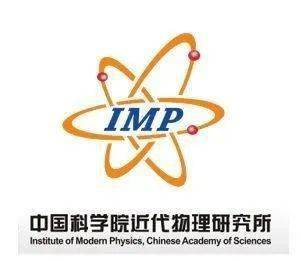 IMP
中国科学院近代物理研究所
Institute of Modern Physics, Chinese Academy of Sciences